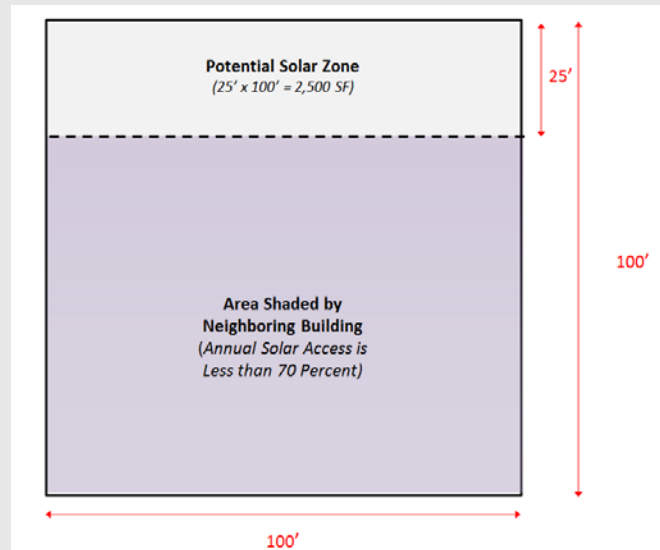 Potential Solar Zone
(25' x 100' = 2,500 SF)
25'
100'
Area Shaded by
Neighboring Building
(Annual Solar Access is
Less than 70 Percent)
100'